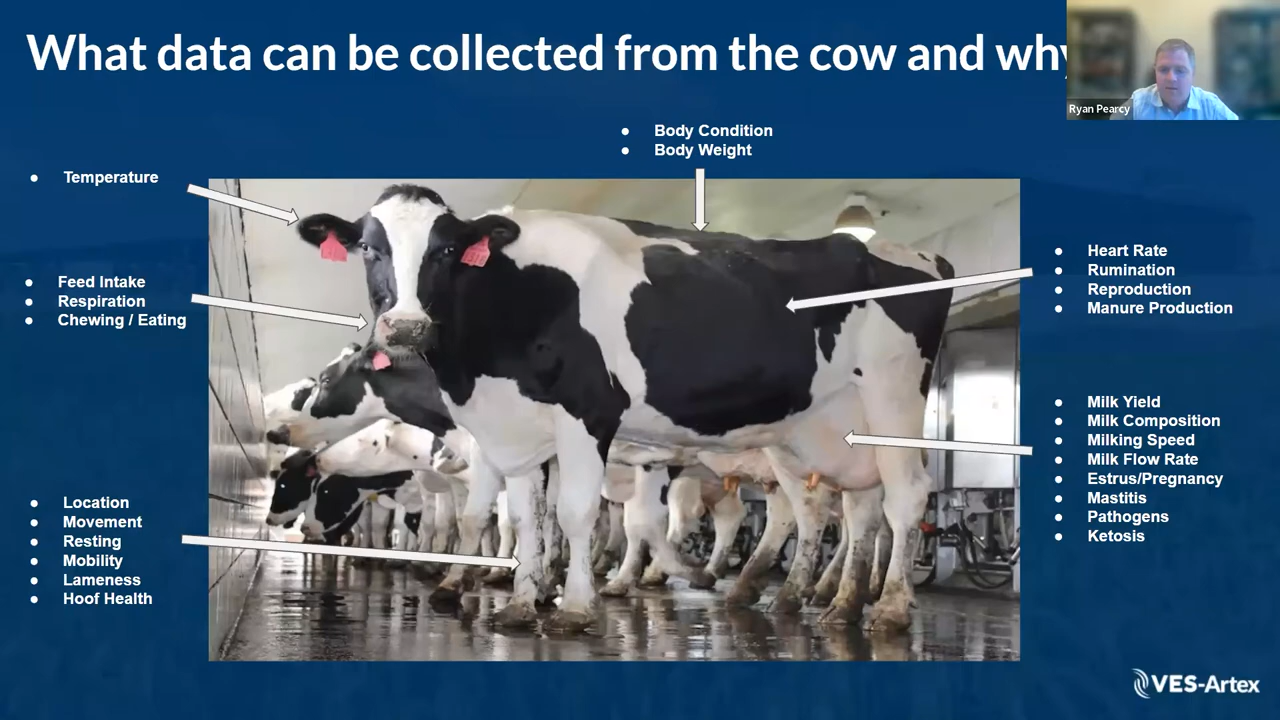 What data can be collected from the cow and why
Ryan Pearcy
● Body Condition
● Body Weight
● Temperature
● Feed Intake
● Respiration
● Chewing / Eating
● Heart Rate
● Rumination
● Reproduction
● Manure Production
● Milk Yield
● Milk Composition
● Milking Speed
● Milk Flow Rate
● Estrus/Pregnancy
● Mastitis
● Pathogens
● Ketosis
● Location
● Movement
● Resting
● Mobility
● Lameness
● Hoof Health
VES-Artex